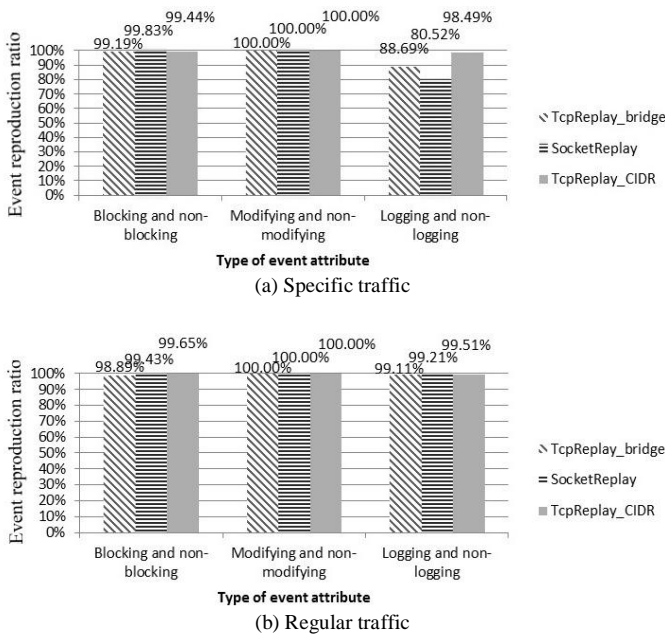 99.44%
99.83%
99.19%
100.00%
100.00%
100.00%
98.49%
80.52%
88.69%
Event reproduction ratio
100%
90%
80%
70%
60%
50%
40%
30%
20%
10%
0%
Blocking and non-
blocking
Modifying and non-
modifying
Logging and non-
logging
Type of event attribute
TcpReplay_bridge
SocketReplay
TcpReplay_CIDR
(a) Specific traffic
99.65%
99.43%
98.89%
100.00%
100.00%
100.00%
99.51%
99.21%
99.11%
Event reproduction ratio
100%
90%
80%
70%
60%
50%
40%
30%
20%
10%
0%
Blocking and non-
blocking
Modifying and non-
modifying
Logging and non-
logging
Type of event attribute
TcpReplay_bridge
SocketReplay
TcpReplay_CIDR
(b) Regular traffic